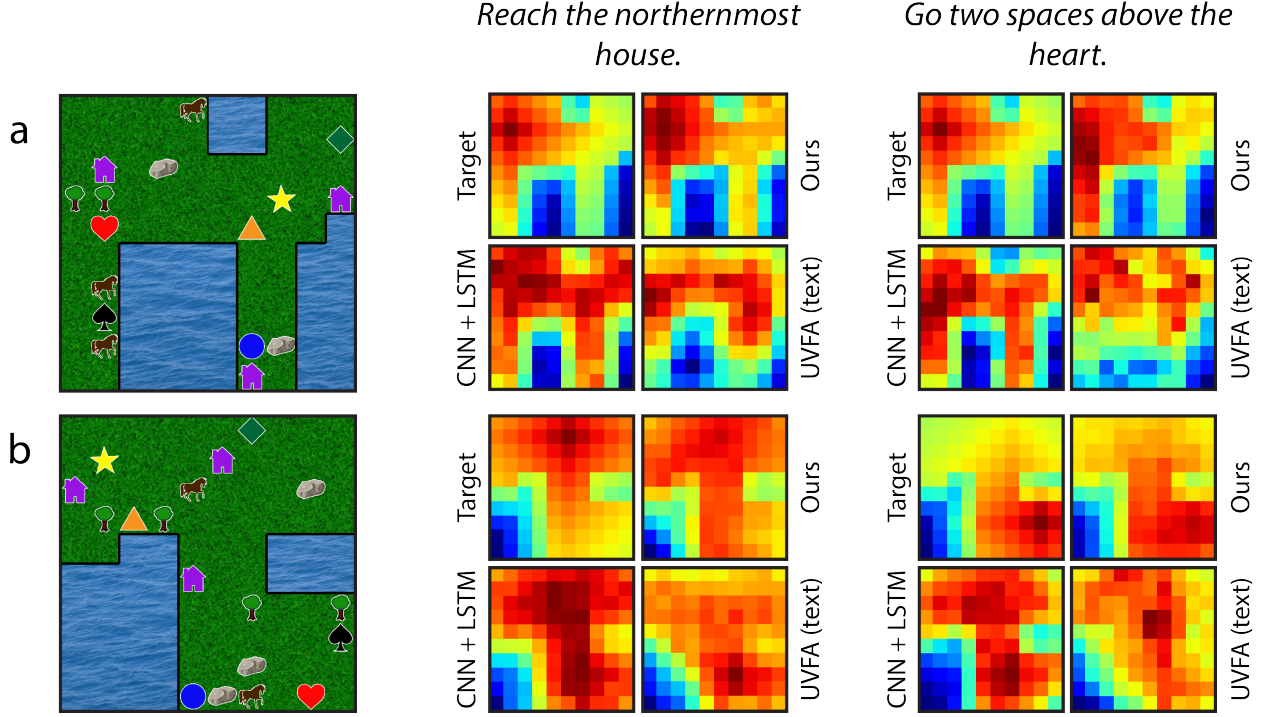 Reach the northernmost
house.
Go two spaces above the
heart.
a
Target
Ours
Target
Ours
CNN + LSTM
UVFA (text)
CNN + LSTM
UVFA (text)
b
Target
Ours
Target
Ours
CNN + LSTM
UVFA (text)
CNN + LSTM
UVFA (text)